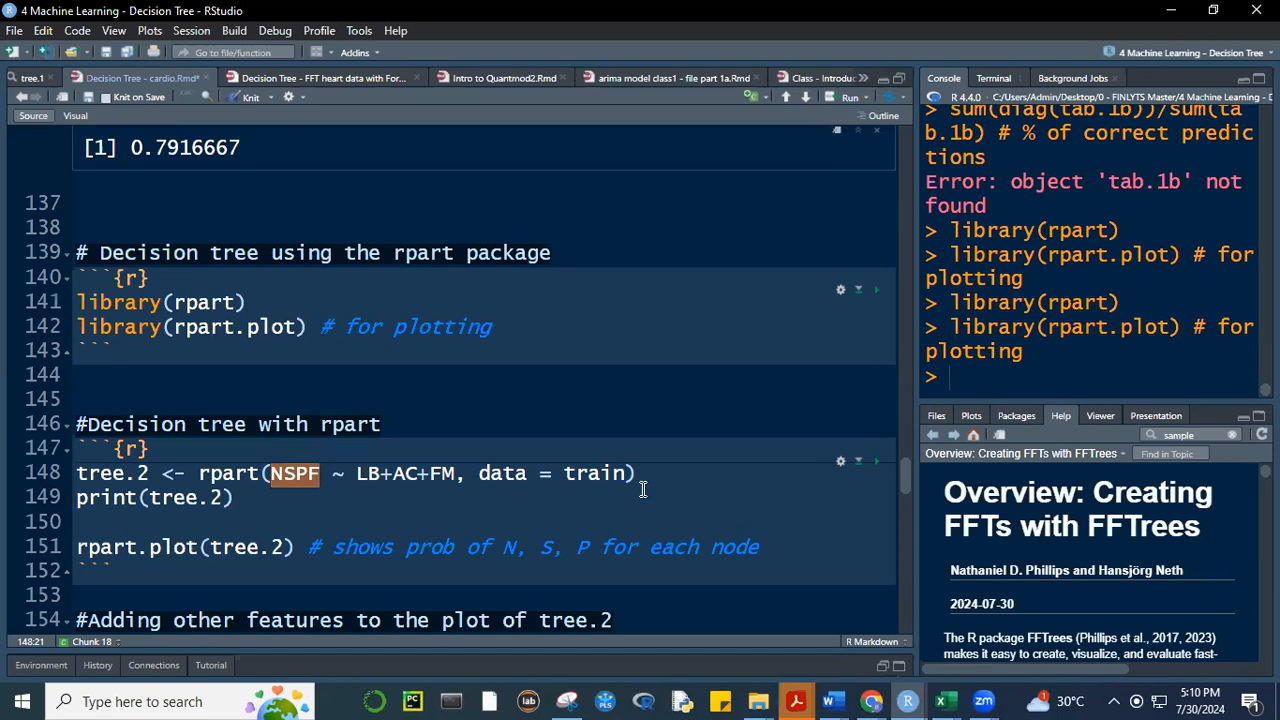 4 Machine Learning - Decision Tree - RStudio
File Edit Code View Plots Session Build Debug Profile Tools Help
Go to file/function Addins 4 Machine Learning - Decision Tree
tree.1 Decision Tree - cardio.Rmd* Decision Tree - FFT heart data with For... Intro to Quantmod2.Rmd arima model class1 - file part 1a.Rmd Class - Introduc
Knit on Save Knit Run
Source Visual Outline
[1] 0.7916667
137
138
139 # Decision tree using the rpart package
140 ```{r}
141 library(rpart)
142 library(rpart.plot) # for plotting
143 ```
144
145
146 #Decision tree with rpart
147 ```{r}
148 tree.2 <- rpart(NSPF ~ LB+AC+FM, data = train)
149 print(tree.2)
150
151 rpart.plot(tree.2) # shows prob of N, S, P for each node
152 ```
153
154 #Adding other features to the plot of tree.2
148:21 Chunk 18 R Markdown
Environment History Connections Tutorial
Console Terminal Background Jobs
R 4.4.0 · C:/Users/Admin/Desktop/0 - FINLYTS Master/4 Machine Learning -
> sum(diag(tab.1b))/sum(ta
b.1b) # % of correct predic
tions
Error: object 'tab.1b' not
found
> library(rpart)
> library(rpart.plot) # for
plotting
> library(rpart)
> library(rpart.plot) # for
plotting
>
Files Plots Packages Help Viewer Presentation
sample
Overview: Creating FFTs with FFTrees Find in Topic
Overview: Creating
FFTs with FFTrees
Nathaniel D. Phillips and Hansjörg Neth
2024-07-30
The R package FFTrees (Phillips et al., 2017, 2023)
makes it easy to create, visualize, and evaluate fast-
Type here to search
lab
PLS
30°C
5:10 PM
7/30/2024